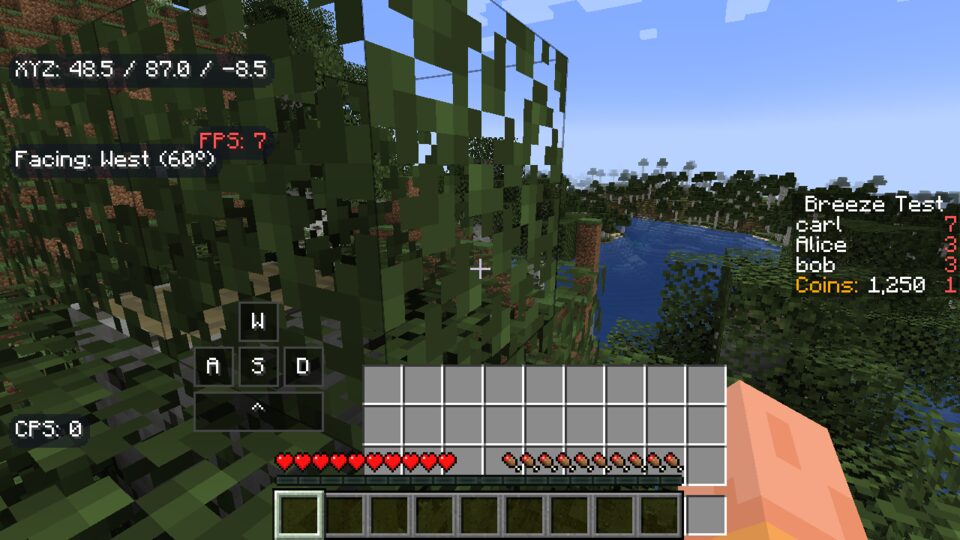 XYZ: 48.5 / 87.0 / -8.5
FPS: 7
Facing: West (60º)
Breeze Test
carl 7
Alice 3
bob 3
Coins: 1,250 1
W
A S D
^
CPS: 0